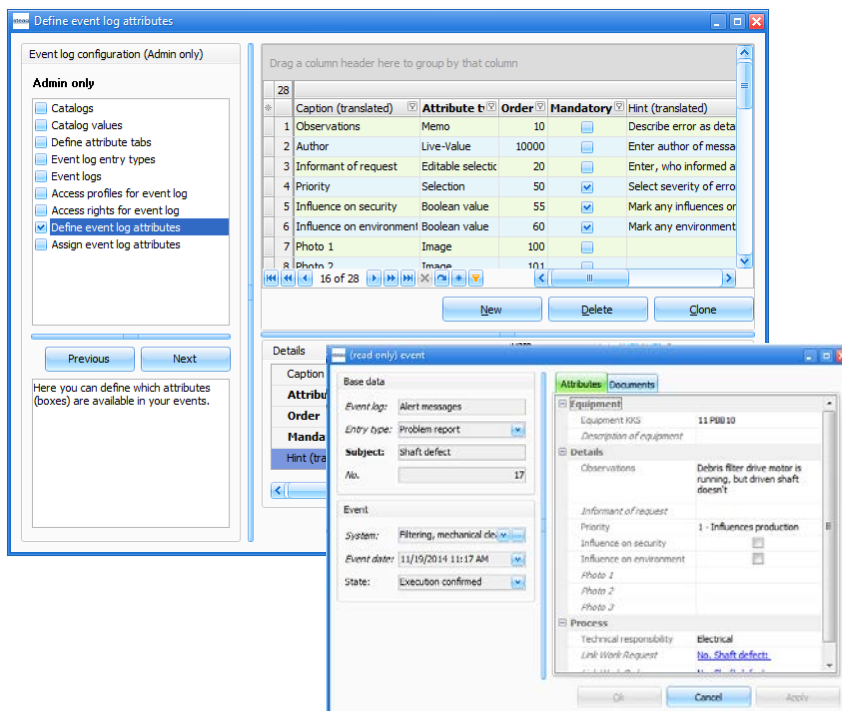 Define event log attributes
Event log configuration (Admin only)
Admin only
Catalogs
Catalog values
Define attribute tabs
Event log entry types
Event logs
Access profiles for event log
Access rights for event log
Define event log attributes
Assign event log attributes
Previous Next
Here you can define which attributes
(boxes) are available in your events.
Drag a column header here to group by that column
28
Caption (translated) Attribute t Order Mandatory Hint (translated)
1 Observations Memo 10 Describe error as deta
2 Author Live-Value 10000 Enter author of messa
3 Informant of request Editable selectic 20 Enter, who informed a
4 Priority Selection 50 Select severity of erro
5 Influence on security Boolean value 55 Mark any influences or
6 Influence on environment Boolean value 60 Mark any environment
7 Photo 1 Image 100
8 Photo 2 Image 101
16 of 28
New Delete Clone
Details
Caption
Attribu
Order
Manda
Hint (tra
(read only) event
Base data
Event log: Alert messages
Entry type: Problem report
Subject: Shaft defect
No. 17
Event
System: Filtering, mechanical cle
Event date: 11/19/2014 11:17 AM
State: Execution confirmed
Attributes Documents
Equipment
Equipment KKS 11 PBB10
Description of equipment
Details
Observations Debris filter drive motor is
running, but driven shaft
doesn't
Informant of request
Priority 1 - Influences production
Influence on security
Influence on environment
Photo 1
Photo 2
Photo 3
Process
Technical responsibility Electrical
Link Work Request No. Shaft defect:
Ok Cancel Apply